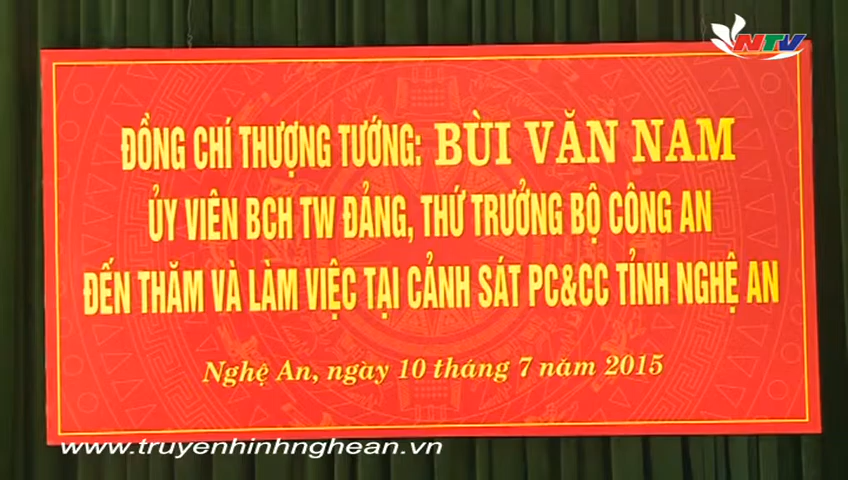 NTV
ĐỒNG CHÍ THƯỢNG TƯỚNG: BÙI VĂN NAM
ỦY VIÊN BCH TW ĐẢNG, THỨ TRƯỞNG BỘ CÔNG AN
ĐẾN THĂM VÀ LÀM VIỆC TẠI CẢNH SÁT PC&CC TỈNH NGHỆ AN
Nghệ An, ngày 10 tháng 7 năm 2015
www.truyenhinhnghean.vn